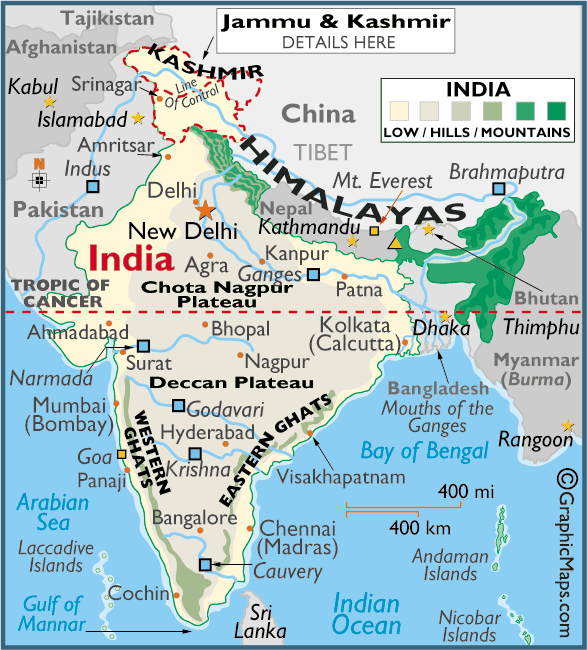 Tajikistan
Jammu & Kashmir
DETAILS HERE
Afghanistan
KASHMIR
Kabul
Srinagar
Line
Of Control
INDIA
LOW / HILLS / MOUNTAINS
Islamabad
China
Amritsar
TIBET
HIMALAYAS
N
Indus
Mt. Everest
Brahmaputra
Delhi
Pakistan
Nepal
New Delhi
Kathmandu
India
Agra
Kanpur
Ganges
Patna
Bhutan
TROPIC OF
CANCER
Chota Nagpur
Plateau
Ahmadabad
Bhopal
Kolkata
(Calcutta)
Dhaka
Thimphu
Surat
Nagpur
Myanmar
(Burma)
Narmada
Deccan Plateau
Bangladesh
Mouths of the
Ganges
Mumbai
(Bombay)
Godavari
WESTERN
GHATS
EASTERN GHATS
Hyderabad
Rangoon
Goa
Krishna
Bay of Bengal
Panaji
Visakhapatnam
Arabian
Sea
400 mi
400 km
Bangalore
Chennai
(Madras)
Laccadive
Islands
Cauvery
Andaman
Islands
Cochin
Gulf of
Mannar
Sri
Lanka
Indian
Ocean
Nicobar
Islands
©GraphicMaps.com